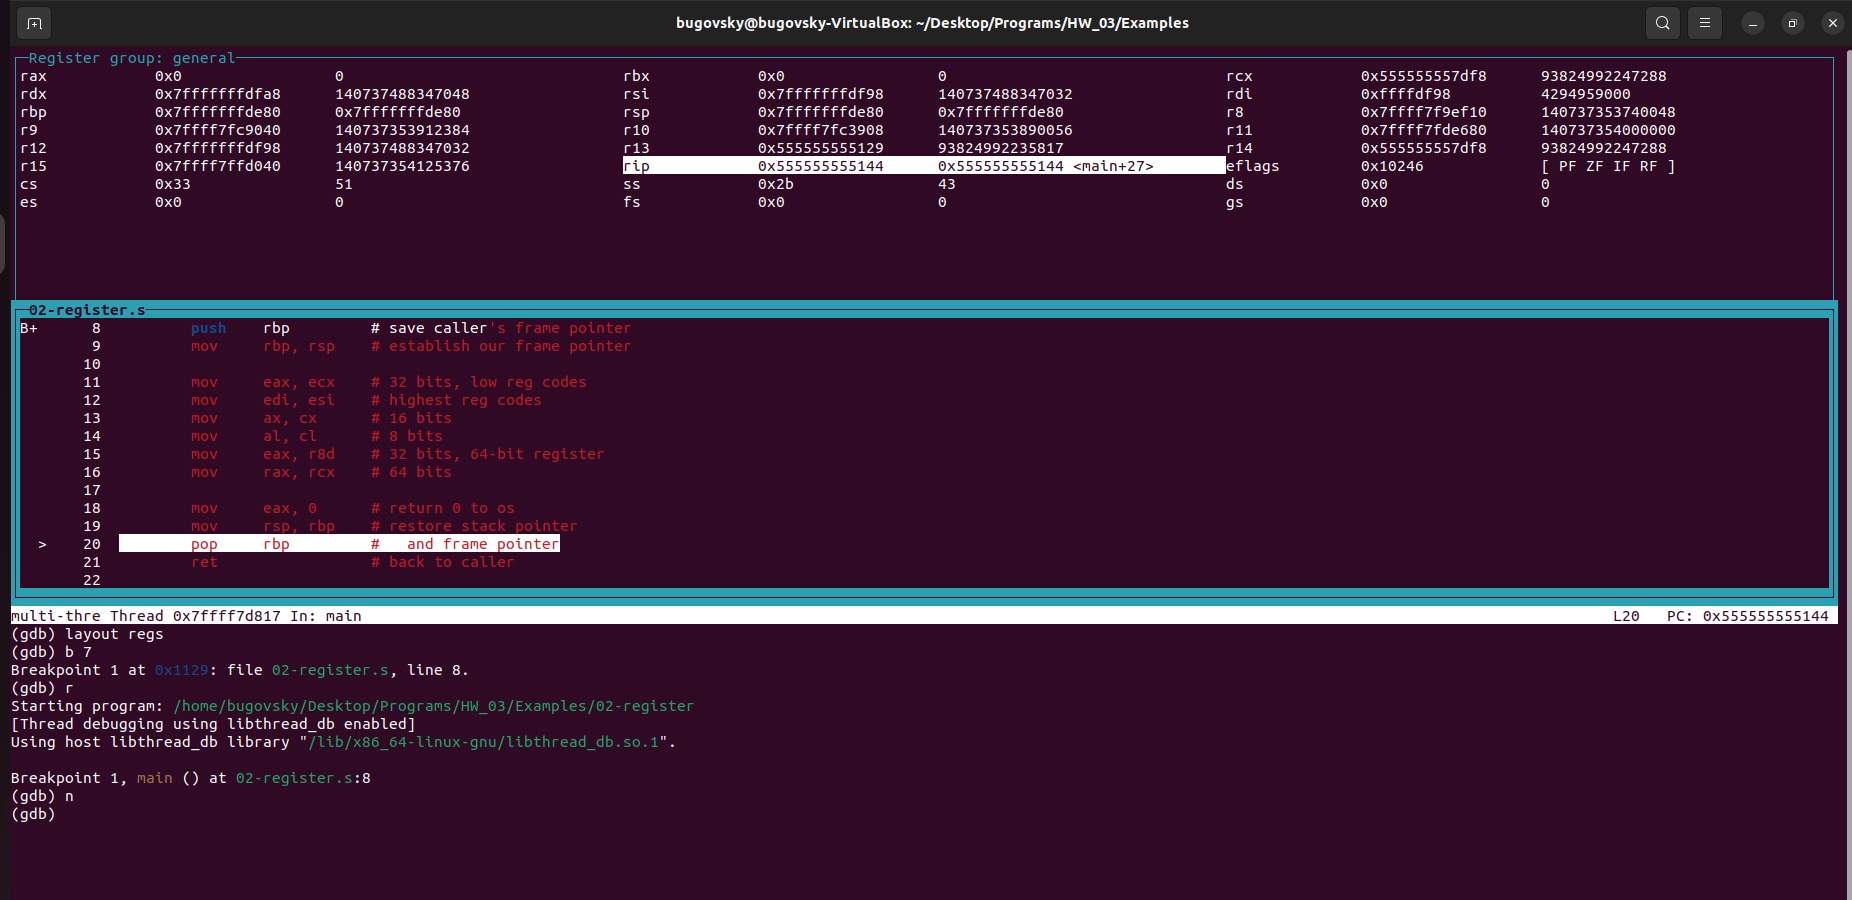 bugovsky@bugovsky-VirtualBox: ~/Desktop/Programs/HW_03/Examples
Register group: general
rax 0x0 0 rbx 0x0 0 rcx 0x555555557df8 93824992247288
rdx 0x7fffffffdfa8 140737488347048 rsi 0x7fffffffdf98 140737488347032 rdi 0xffffdf98 4294959000
rbp 0x7fffffffde80 0x7fffffffde80 rsp 0x7fffffffde80 0x7fffffffde80 r8 0x7ffff7f9ef10 140737353740048
r9 0x7ffff7fc9040 140737353912384 r10 0x7ffff7fc3908 140737353890056 r11 0x7ffff7fde680 140737354000000
r12 0x7fffffffdf98 140737488347032 r13 0x555555555129 93824992235817 r14 0x555555557df8 93824992247288
r15 0x7ffff7ffd040 140737354125376 rip 0x555555555144 0x555555555144 <main+27> eflags 0x10246 [ PF ZF IF RF ]
cs 0x33 51 ss 0x2b 43 ds 0x0 0
es 0x0 0 fs 0x0 0 gs 0x0 0
02-register.s
B+ 8 push rbp # save caller's frame pointer
9 mov rbp, rsp # establish our frame pointer
10
11 mov eax, ecx # 32 bits, low reg codes
12 mov edi, esi # highest reg codes
13 mov ax, cx # 16 bits
14 mov al, cl # 8 bits
15 mov eax, r8d # 32 bits, 64-bit register
16 mov rax, rcx # 64 bits
17
18 mov eax, 0 # return 0 to os
19 mov rsp, rbp # restore stack pointer
> 20 pop rbp # and frame pointer
21 ret # back to caller
22
multi-thre Thread 0x7ffff7d817 In: main L20 PC: 0x555555555144
(gdb) layout regs
(gdb) b 7
Breakpoint 1 at 0x1129: file 02-register.s, line 8.
(gdb) r
Starting program: /home/bugovsky/Desktop/Programs/HW_03/Examples/02-register
[Thread debugging using libthread_db enabled]
Using host libthread_db library "/lib/x86_64-linux-gnu/libthread_db.so.1".
Breakpoint 1, main () at 02-register.s:8
(gdb) n
(gdb)